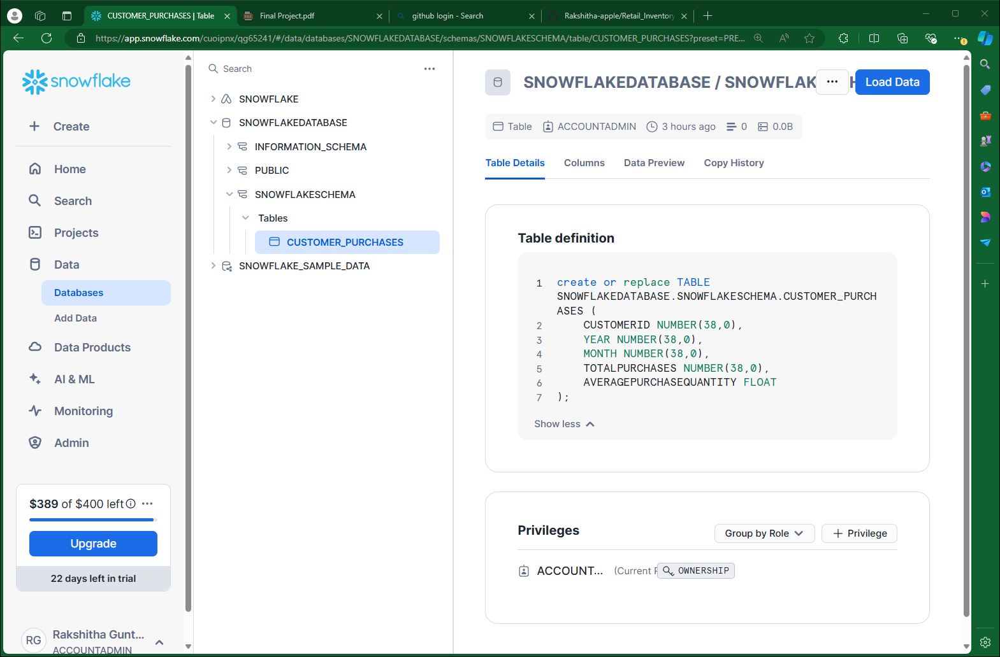 CUSTOMER_PURCHASES | Table
Final Project.pdf
github login - Search
Rakshitha-apple/Retail_Inventory
https://app.snowflake.com/cuoipnx/qg65241/#/data/databases/SNOWFLAKEDATABASE/schemas/SNOWFLAKESCHEMA/table/CUSTOMER_PURCHASES?preset=PRE...
snowflake
Create
Home
Search
Projects
Data
Databases
Add Data
Data Products
AI & ML
Monitoring
Admin
$389 of $400 left
Upgrade
22 days left in trial
RG
Rakshitha Gunt...
ACCOUNTADMIN
Search
SNOWFLAKE
SNOWFLAKEDATABASE
INFORMATION_SCHEMA
PUBLIC
SNOWFLAKESCHEMA
Tables
CUSTOMER_PURCHASES
SNOWFLAKE_SAMPLE_DATA
SNOWFLAKEDATABASE / SNOWFLAK
Load Data
Table ACCOUNTADMIN 3 hours ago 0 0.0B
Table Details Columns Data Preview Copy History
Table definition
1 create or replace TABLE
SNOWFLAKEDATABASE.SNOWFLAKESCHEMA.CUSTOMER_PURCH
ASES (
2 CUSTOMERID NUMBER(38,0),
3 YEAR NUMBER(38,0),
4 MONTH NUMBER(38,0),
5 TOTALPURCHASES NUMBER(38,0),
6 AVERAGEPURCHASEQUANTITY FLOAT
7 );
Show less
Privileges
Group by Role
+ Privilege
ACCOUNT... (Current OWNERSHIP